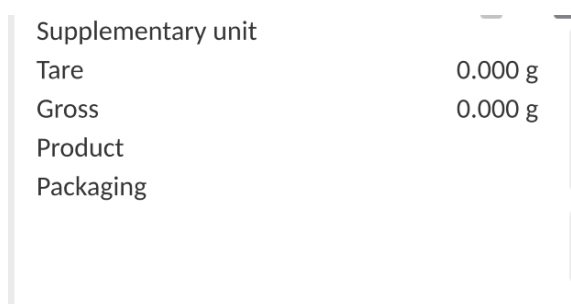 Supplementary unit
Tare 0.000 g
Gross 0.000 g
Product
Packaging